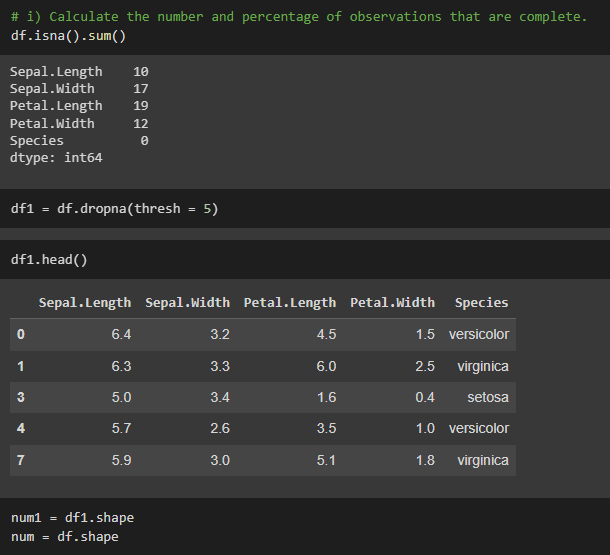 # i) Calculate the number and percentage of observations that are complete.
df.isna().sum()
Sepal.Length 10
Sepal.Width 17
Petal.Length 19
Petal.Width 12
Species 0
dtype: int64
df1 = df.dropna(thresh = 5)
df1.head()
Sepal.Length Sepal.Width Petal.Length Petal.Width Species
0 6.4 3.2 4.5 1.5 versicolor
1 6.3 3.3 6.0 2.5 virginica
3 5.0 3.4 1.6 0.4 setosa
4 5.7 2.6 3.5 1.0 versicolor
7 5.9 3.0 5.1 1.8 virginica
num1 = df1.shape
num = df.shape